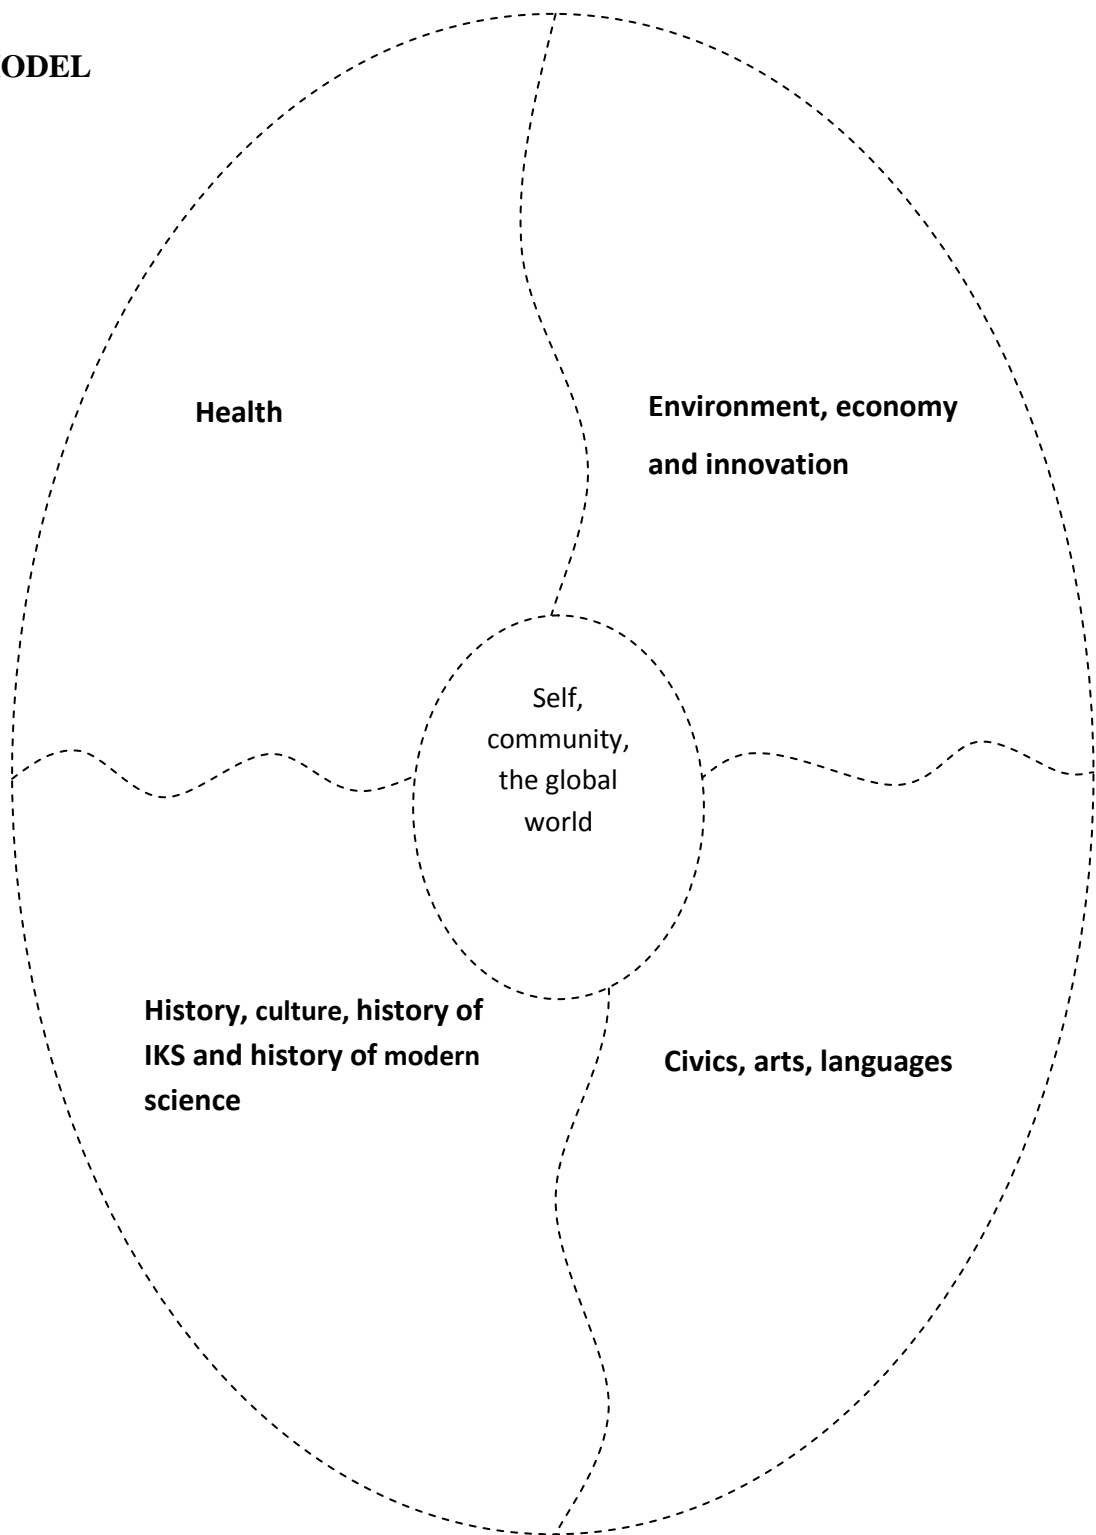 ODEL
Health
Environment, economy
and innovation
Self,
community,
the global
world
History, culture, history of
IKS and history of modern
science
Civics, arts, languages